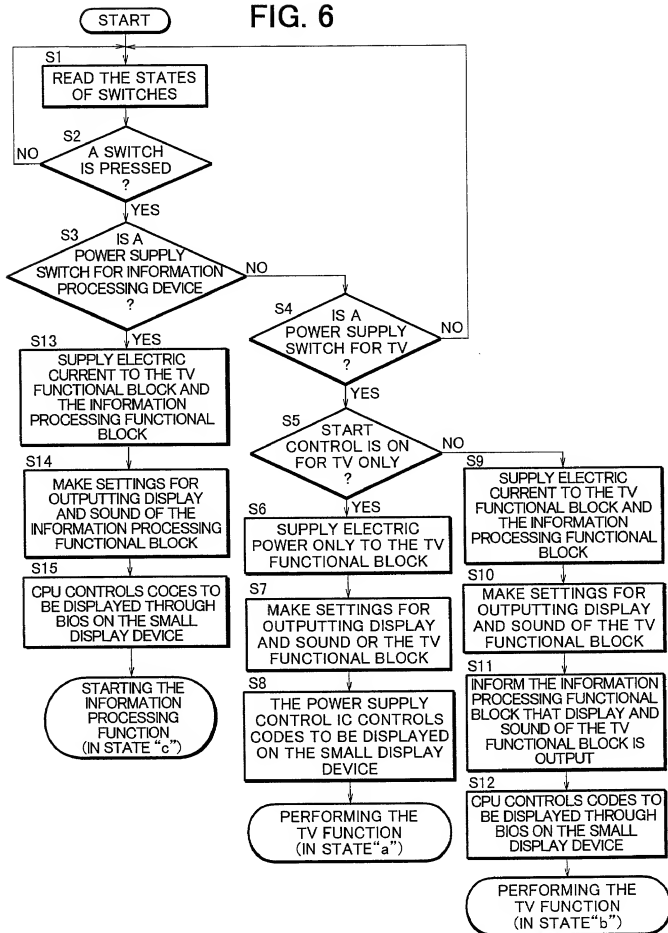 FIG. 6
START
S1
READ THE STATES
OF SWITCHES
S2
A SWITCH
IS PRESSED
?
NO
YES
S3
IS A
POWER SUPPLY
SWITCH FOR INFORMATION
PROCESSING DEVICE
?
NO
YES
S4
IS A
POWER SUPPLY
SWITCH FOR TV
?
NO
YES
S5
START
CONTROL IS ON
FOR TV ONLY
?
NO
YES
S13
SUPPLY ELECTRIC
CURRENT TO THE TV
FUNCTIONAL BLOCK AND
THE INFORMATION
PROCESSING FUNCTIONAL
BLOCK
S14
MAKE SETTINGS FOR
OUTPUTTING DISPLAY
AND SOUND OF THE
INFORMATION PROCESSING
FUNCTIONAL BLOCK
S15
CPU CONTROLS COCES TO
BE DISPLAYED THROUGH
BIOS ON THE SMALL
DISPLAY DEVICE
STARTING THE
INFORMATION
PROCESSING
FUNCTION
(IN STATE "c")
S6
SUPPLY ELECTRIC
POWER ONLY TO THE TV
FUNCTIONAL BLOCK
S7
MAKE SETTINGS FOR
OUTPUTTING DISPLAY
AND SOUND OR THE TV
FUNCTIONAL BLOCK
S8
THE POWER SUPPLY
CONTROL IC CONTROLS
CODES TO BE DISPLAYED
ON THE SMALL DISPLAY
DEVICE
PERFORMING THE
TV FUNCTION
(IN STATE"a")
S9
SUPPLY ELECTRIC
CURRENT TO THE TV
FUNCTIONAL BLOCK AND
THE INFORMATION
PROCESSING FUNCTIONAL
BLOCK
S10
MAKE SETTINGS FOR
OUTPUTTING DISPLAY
AND SOUND OF THE TV
FUNCTIONAL BLOCK
S11
INFORM THE INFORMATION
PROCESSING FUNCTIONAL
BLOCK THAT DISPLAY AND
SOUND OF THE TV
FUNCTIONAL BLOCK IS
OUTPUT
S12
CPU CONTROLS CODES TO
BE DISPLAYED THROUGH
BIOS ON THE SMALL
DISPLAY DEVICE
PERFORMING THE
TV FUNCTION
(IN STATE"b")